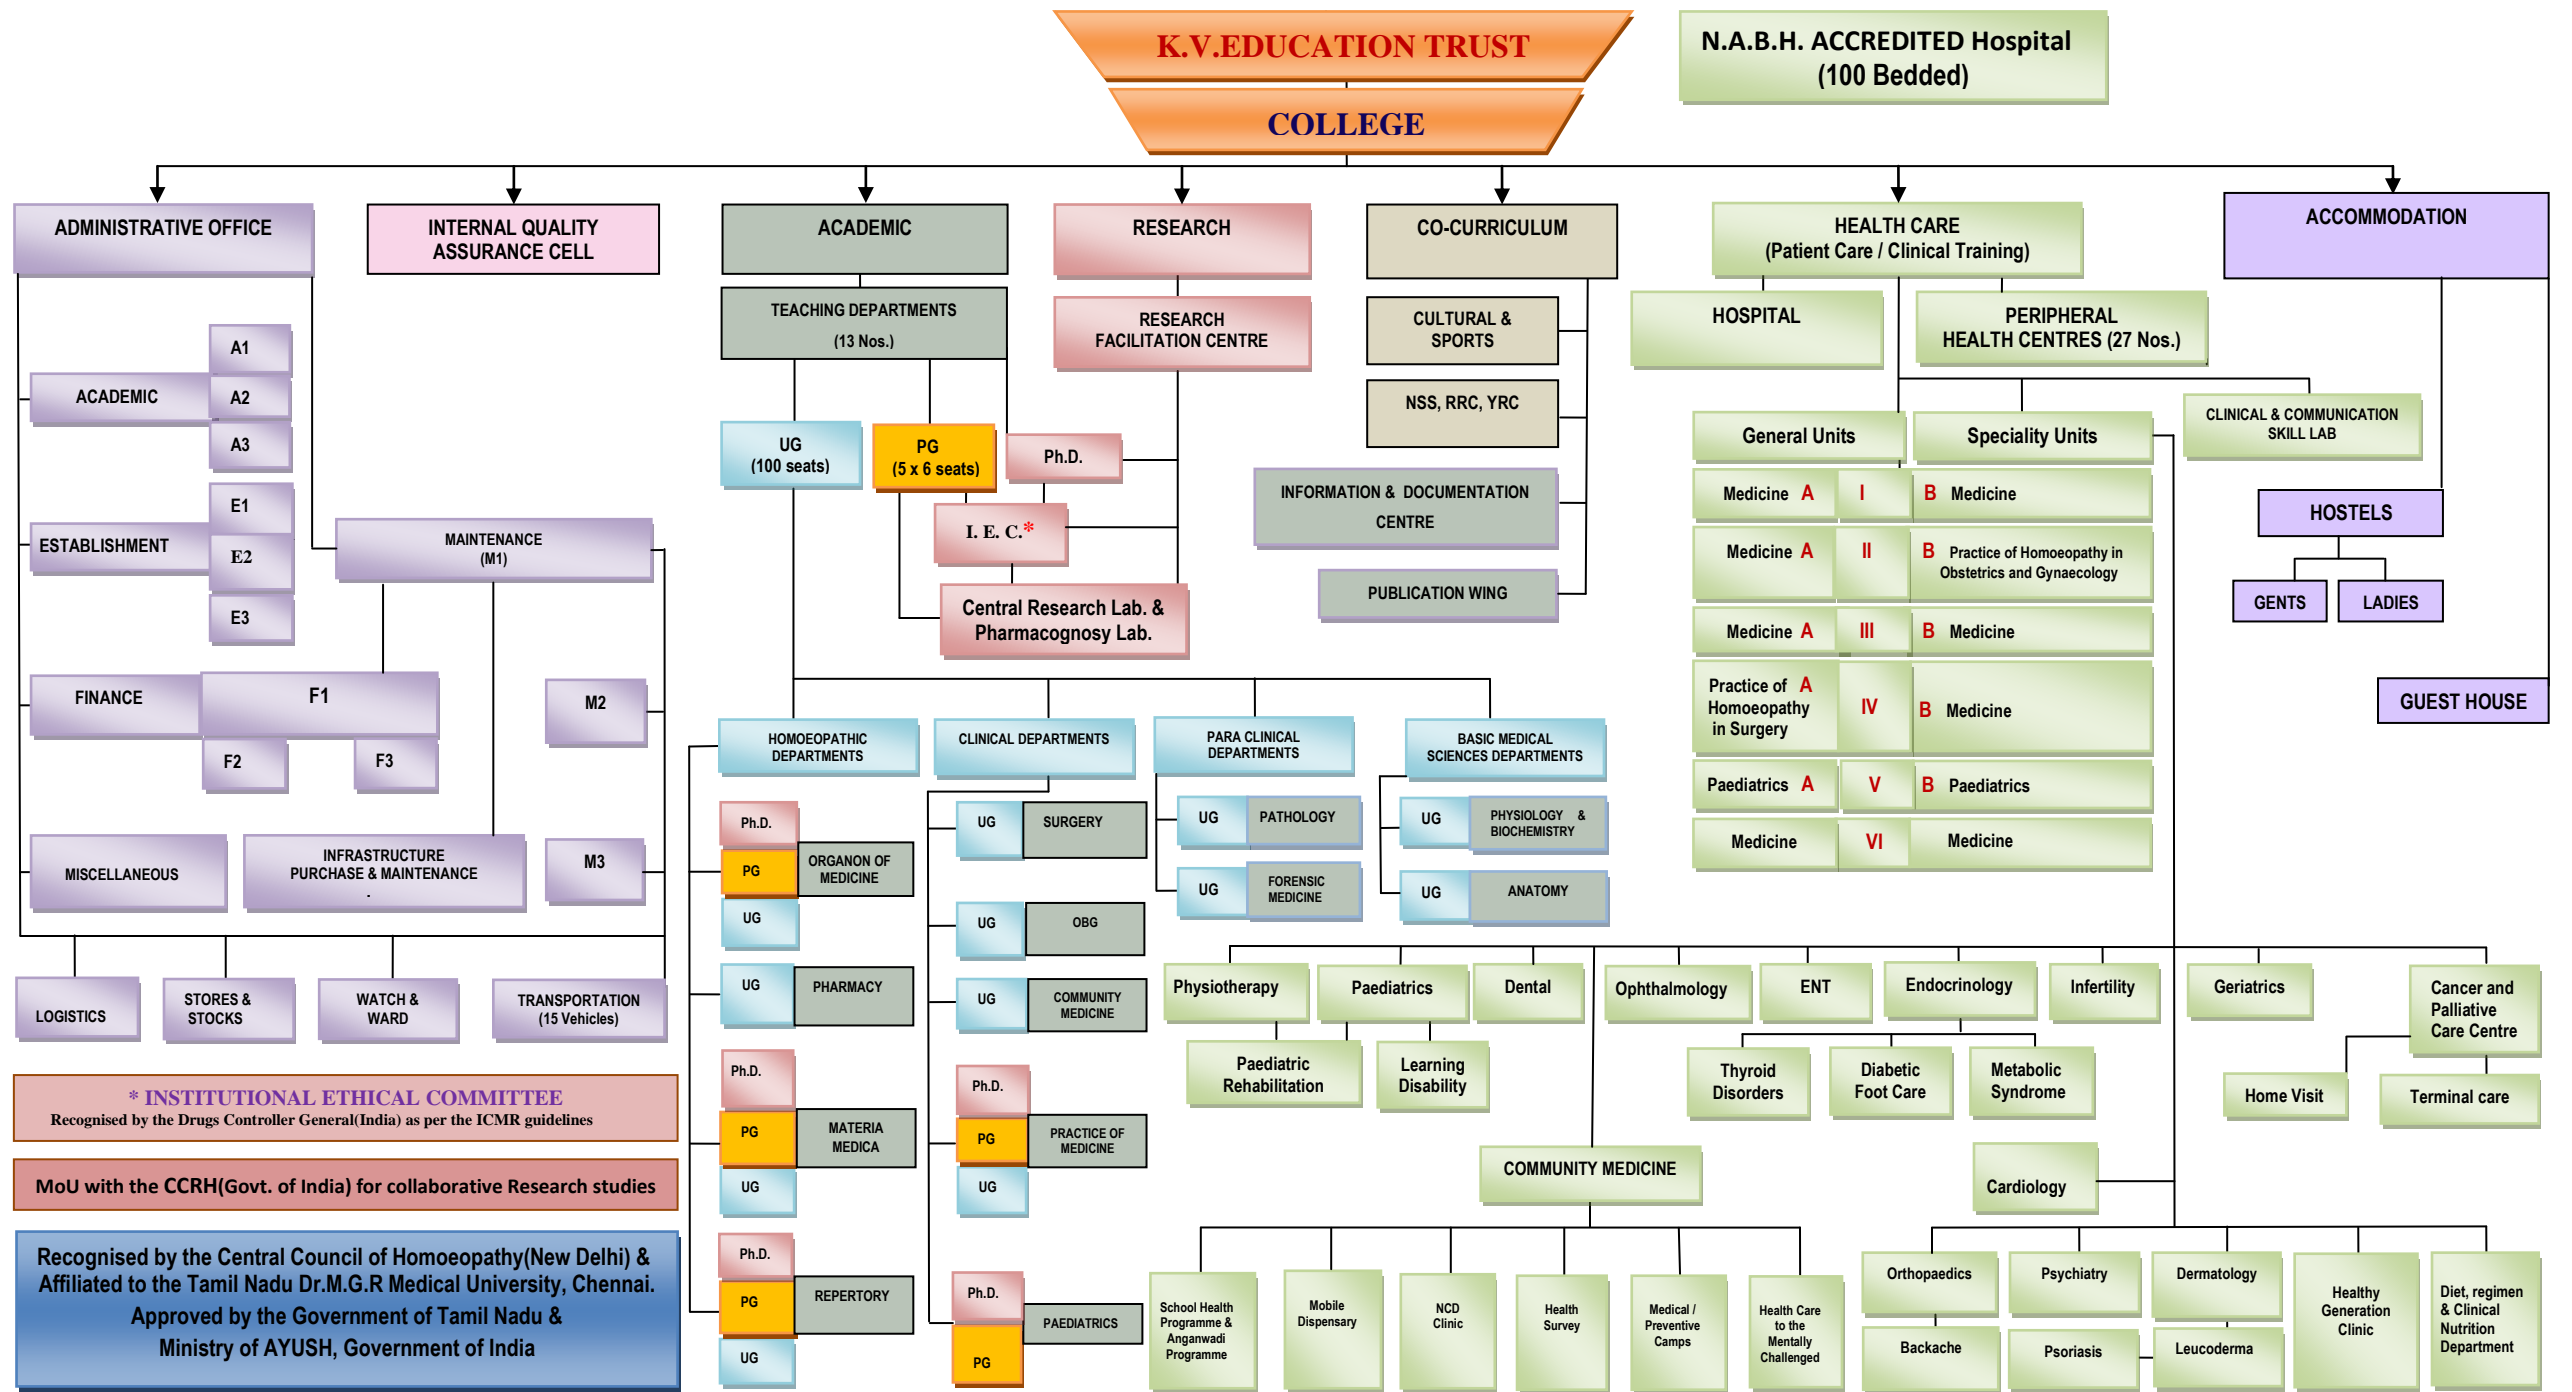 K.V.EDUCATION TRUST
COLLEGE
N.A.B.H. ACCREDITED Hospital
(100 Bedded)
ADMINISTRATIVE OFFICE
INTERNAL QUALITY
ASSURANCE CELL
ACADEMIC
RESEARCH
CO-CURRICULUM
HEALTH CARE
(Patient Care / Clinical Training)
ACCOMMODATION
ACADEMIC
A1
A2
A3
ESTABLISHMENT
E1
E2
E3
MAINTENANCE
(M1)
FINANCE
F1
F2
F3
M2
MISCELLANEOUS
INFRASTRUCTURE
PURCHASE & MAINTENANCE
.
M3
LOGISTICS
STORES &
STOCKS
WATCH &
WARD
TRANSPORTATION
(15 Vehicles)
TEACHING DEPARTMENTS
(13 Nos.)
UG
(100 seats)
PG
(5 x 6 seats)
Ph.D.
I. E. C.*
RESEARCH
FACILITATION CENTRE
Central Research Lab. &
Pharmacognosy Lab.
CULTURAL &
SPORTS
NSS, RRC, YRC
INFORMATION & DOCUMENTATION
CENTRE
PUBLICATION WING
HOMOEOPATHIC
DEPARTMENTS
CLINICAL DEPARTMENTS
PARA CLINICAL
DEPARTMENTS
BASIC MEDICAL
SCIENCES DEPARTMENTS
Ph.D.
PG
UG
ORGANON OF
MEDICINE
UG
PHARMACY
Ph.D.
PG
UG
MATERIA
MEDICA
Ph.D.
PG
UG
REPERTORY
UG
SURGERY
UG
OBG
UG
COMMUNITY
MEDICINE
Ph.D.
PG
UG
PRACTICE OF
MEDICINE
Ph.D.
PG
PAEDIATRICS
UG
PATHOLOGY
UG
FORENSIC
MEDICINE
UG
PHYSIOLOGY &
BIOCHEMISTRY
UG
ANATOMY
HOSPITAL
PERIPHERAL
HEALTH CENTRES (27 Nos.)
General Units
Speciality Units
CLINICAL & COMMUNICATION
SKILL LAB
Medicine A I B Medicine
Medicine A II B Practice of Homoeopathy in
Obstetrics and Gynaecology
Medicine A III B Medicine
Practice of A
Homoeopathy
in Surgery
IV B Medicine
Paediatrics A V B Paediatrics
Medicine VI Medicine
HOSTELS
GENTS
LADIES
GUEST HOUSE
Physiotherapy
Paediatrics
Dental
Ophthalmology
ENT
Endocrinology
Infertility
Geriatrics
Cancer and
Palliative
Care Centre
Paediatric
Rehabilitation
Learning
Disability
Thyroid
Disorders
Diabetic
Foot Care
Metabolic
Syndrome
Home Visit
Terminal care
COMMUNITY MEDICINE
Cardiology
School Health
Programme &
Anganwadi
Programme
Mobile
Dispensary
NCD
Clinic
Health
Survey
Medical /
Preventive
Camps
Health Care
to the
Mentally
Challenged
Orthopaedics
Backache
Psychiatry
Psoriasis
Dermatology
Leucoderma
Healthy
Generation
Clinic
Diet, regimen
& Clinical
Nutrition
Department
* INSTITUTIONAL ETHICAL COMMITTEE
Recognised by the Drugs Controller General(India) as per the ICMR guidelines
MoU with the CCRH(Govt. of India) for collaborative Research studies
Recognised by the Central Council of Homoeopathy(New Delhi) &
Affiliated to the Tamil Nadu Dr.M.G.R Medical University, Chennai.
Approved by the Government of Tamil Nadu &
Ministry of AYUSH, Government of India